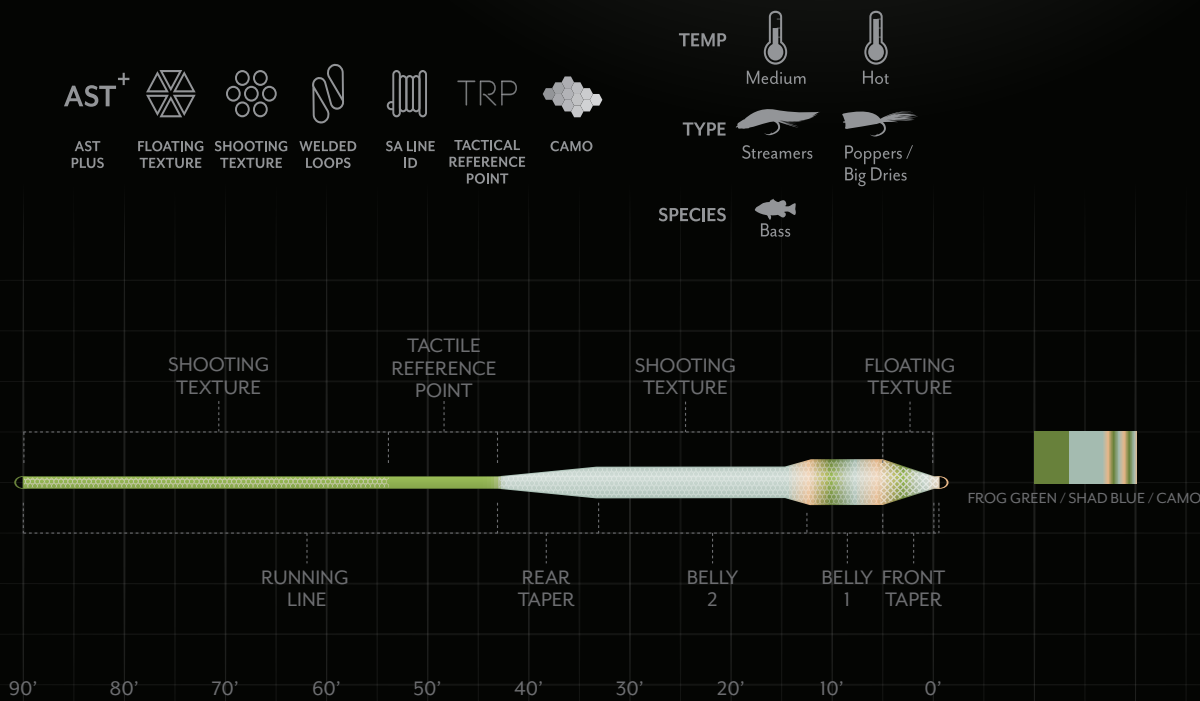 AST+
TRP
AST
PLUS
FLOATING
TEXTURE
SHOOTING
TEXTURE
WELDED
LOOPS
SA LINE
ID
TACTICAL
REFERENCE
POINT
CAMO
TEMP
Medium
Hot
TYPE
Streamers
Poppers /
Big Dries
SPECIES
Bass
SHOOTING
TEXTURE
TACTILE
REFERENCE
POINT
SHOOTING
TEXTURE
FLOATING
TEXTURE
FROG GREEN / SHAD BLUE / CAMO
RUNNING
LINE
REAR
TAPER
BELLY
2
BELLY
1
FRONT
TAPER
90’ 80’ 70’ 60’ 50’ 40’ 30’ 20’ 10’ 0’